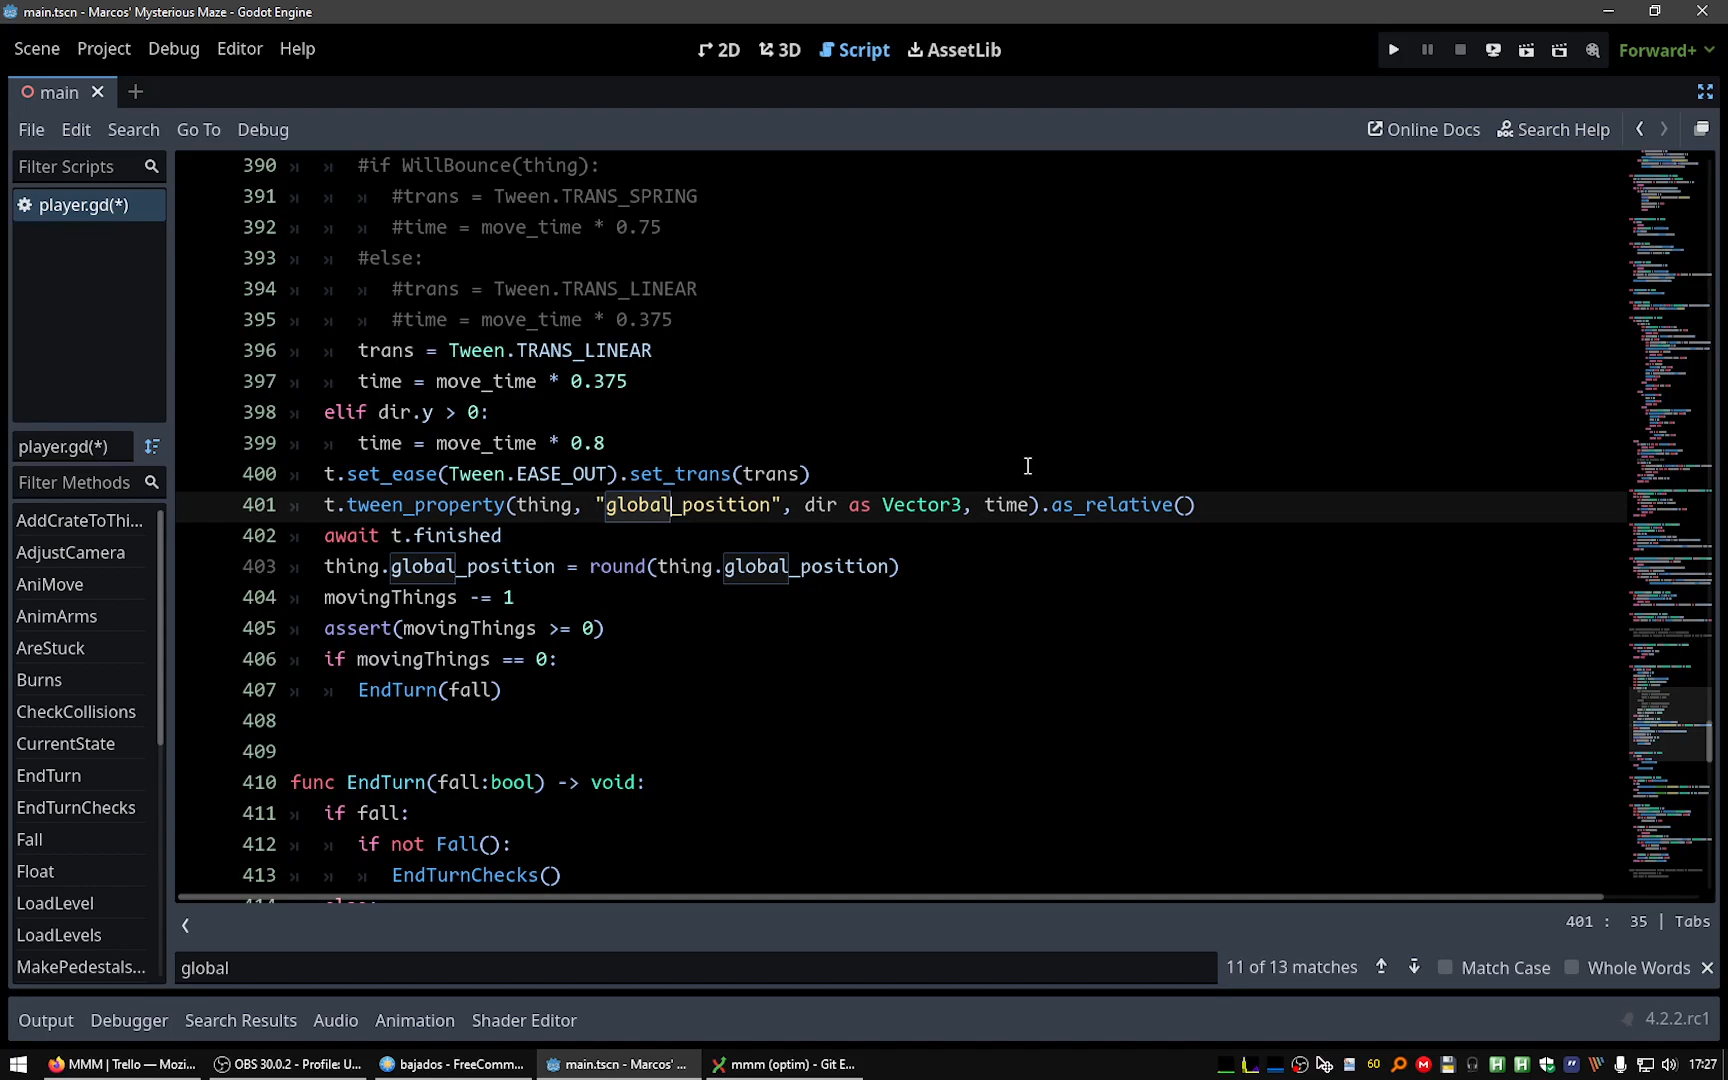 main.tscn - Marcos' Mysterious Maze - Godot Engine
Scene Project Debug Editor Help
2D 3D Script AssetLib
Forward+
main
File Edit Search Go To Debug
Online Docs Search Help
Filter Scripts
player.gd(*)
player.gd(*)
Filter Methods
AddCrateToThi...
AdjustCamera
AniMove
AnimArms
AreStuck
Burns
CheckCollisions
CurrentState
EndTurn
EndTurnChecks
Fall
Float
LoadLevel
LoadLevels
MakePedestals...
390 #if WillBounce(thing):
391 #trans = Tween.TRANS_SPRING
392 #time = move_time * 0.75
393 #else:
394 #trans = Tween.TRANS_LINEAR
395 #time = move_time * 0.375
396 trans = Tween.TRANS_LINEAR
397 time = move_time * 0.375
398 elif dir.y > 0:
399 time = move_time * 0.8
400 t.set_ease(Tween.EASE_OUT).set_trans(trans)
401 t.tween_property(thing, "global_position", dir as Vector3, time).as_relative()
402 await t.finished
403 thing.global_position = round(thing.global_position)
404 movingThings -= 1
405 assert(movingThings >= 0)
406 if movingThings == 0:
407 EndTurn(fall)
408
409
410 func EndTurn(fall:bool) -> void:
411 if fall:
412 if not Fall():
413 EndTurnChecks()
414 else:
401 : 35 | Tabs
global
11 of 13 matches Match Case Whole Words
Output Debugger Search Results Audio Animation Shader Editor
4.2.2.rc1
MMM | Trello — Mozi... OBS 30.0.2 - Profile: U... bajados - FreeComm... main.tscn - Marcos' ... mmm (optim) - Git E...
60
17:27